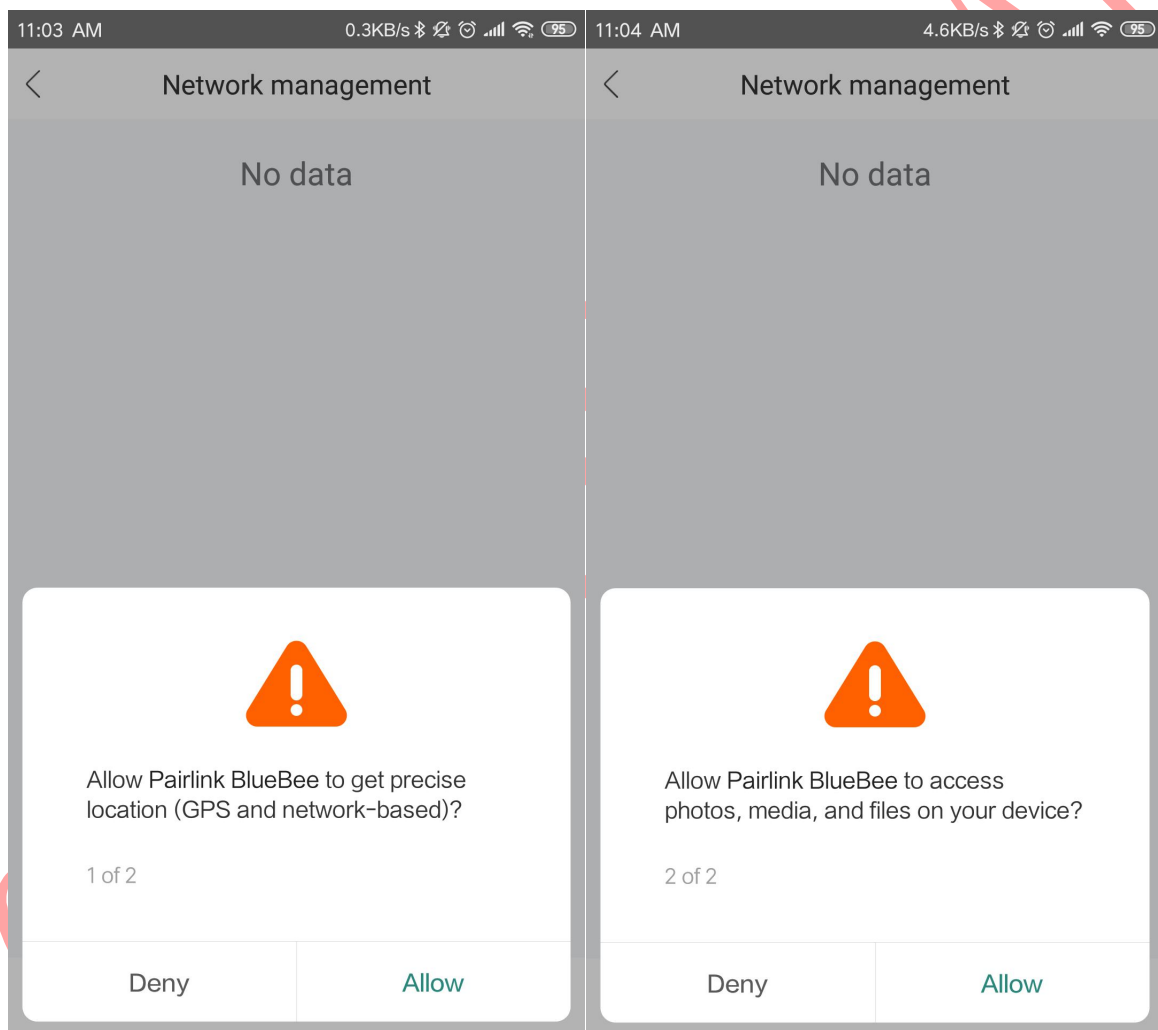 11:03 AM
0.3KB/s
95
Network management
No data
Allow Pairlink BlueBee to get precise
location (GPS and network-based)?
1 of 2
Deny
Allow
11:04 AM
4.6KB/s
95
Network management
No data
Allow Pairlink BlueBee to access
photos, media, and files on your device?
2 of 2
Deny
Allow